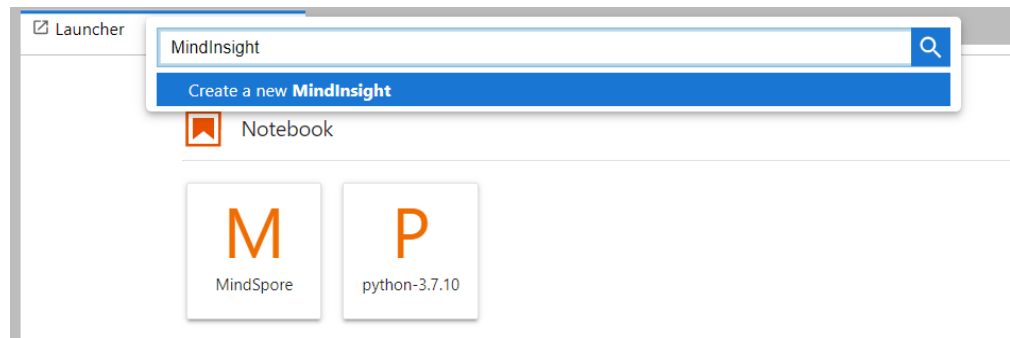 Launcher
MindInsight
Create a new MindInsight
Notebook
M P
MindSpore python-3.7.10